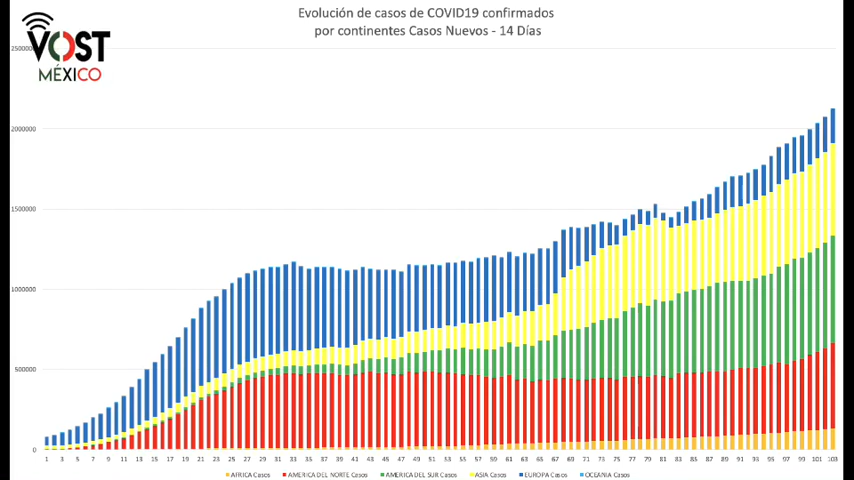 Evolución de casos de COVID19 confirmados
por continentes Casos Nuevos - 14 Días
VOST
MÉXICO
2500000
2000000
1500000
1000000
500000
0
1 3 5 7 9 11 13 15 17 19 21 23 25 27 29 31 33 35 37 39 41 43 45 47 49 51 53 55 57 59 61 63 65 67 69 71 73 75 77 79 81 83 85 87 89 91 93 95 97 99 101 103
AFRICA Casos AMERICA DEL NORTE Casos AMERICA DEL SUR Casos ASIA Casos EUROPA Casos OCEANIA Casos